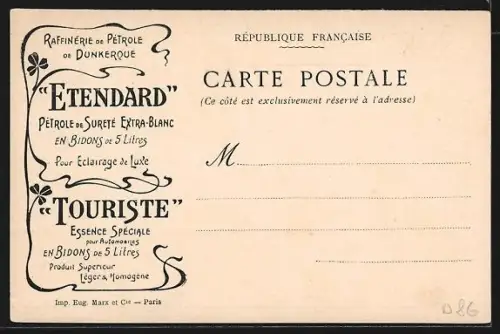 RAFFINERIE DE PÉTROLE
DE DUNKERQUE
"ETENDARD"
PÉTROLE DE SURETÉ EXTRA-BLANC
EN BIDONS DE 5 LITRES
Pour Eclairage de Luxe
"TOURISTE"
ESSENCE SPÉCIALE
pour AUTOMOBILES
EN BIDONS DE 5 LITRES
Produit Superieur
Léger & Homogène
Imp. Eug. Marx et Cie — Paris
RÉPUBLIQUE FRANÇAISE
CARTE POSTALE
(Ce côté est exclusivement réservé à l'adresse)
M
D86